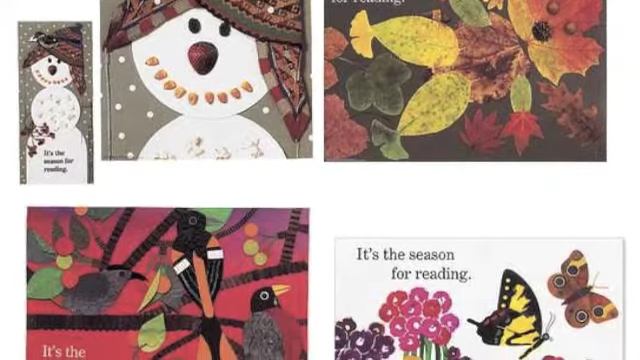 for reading.
It's the
season for
reading.
It's the season
for reading.
It's the